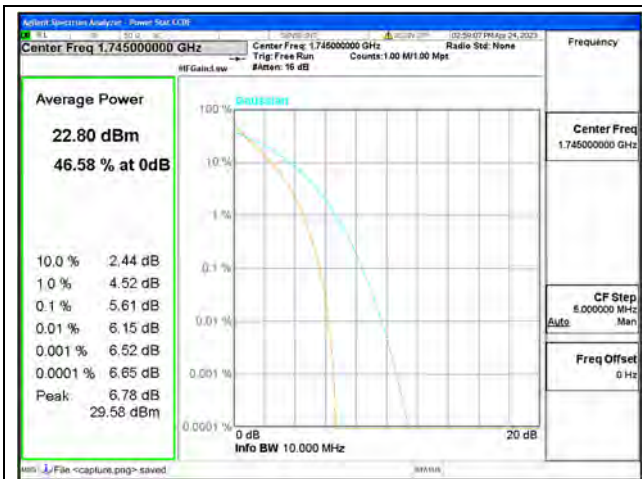 Agilent Spectrum Analyzer - Power Stat CCDF
Center Freq 1.745000000 GHz
Center Freq: 1.745000000 GHz
Trig: Free Run
Counts:1.00 M/1.00 Mpt
#IFGain:Low
#Atten: 16 dB
02:59:07 PM Apr 24, 2023
Radio Std: None
Frequency
Average Power
22.80 dBm
46.58 % at 0dB
10.0 % 2.44 dB
1.0 % 4.52 dB
0.1 % 5.61 dB
0.01 % 6.15 dB
0.001 % 6.52 dB
0.0001 % 6.65 dB
Peak 6.78 dB
29.58 dBm
Gaussian
100 %
10 %
1 %
0.1 %
0.01 %
0.001 %
0.0001 %
0 dB
20 dB
Info BW 10.000 MHz
Center Freq
1.745000000 GHz
CF Step
5.000000 MHz
Auto Man
Freq Offset
0 Hz
MSG
File <capture.png> saved
STATUS